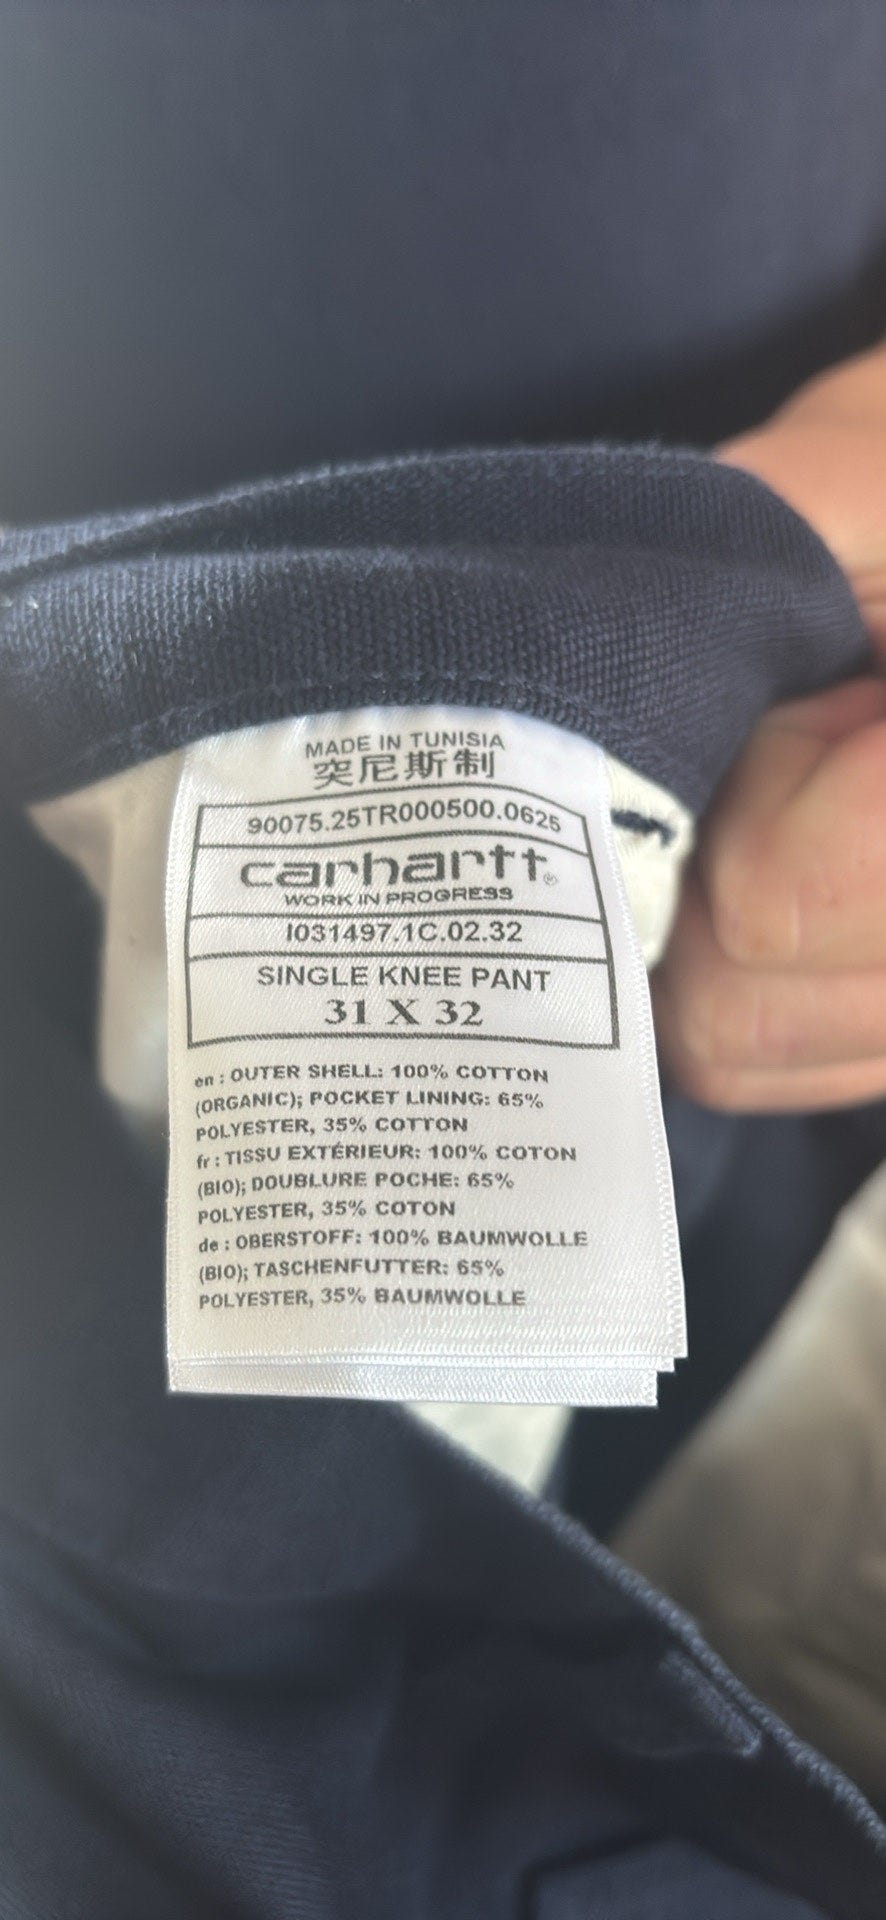 MADE IN TUNISIA
突尼斯制
90075.25TR000500.0625
carhartt®
WORK IN PROGRESS
I031497.1C.02.32
SINGLE KNEE PANT
31 X 32
en : OUTER SHELL: 100% COTTON
(ORGANIC); POCKET LINING: 65%
POLYESTER, 35% COTTON
fr : TISSU EXTÉRIEUR: 100% COTON
(BIO); DOUBLURE POCHE: 65%
POLYESTER, 35% COTON
de : OBERSTOFF: 100% BAUMWOLLE
(BIO); TASCHENFUTTER: 65%
POLYESTER, 35% BAUMWOLLE